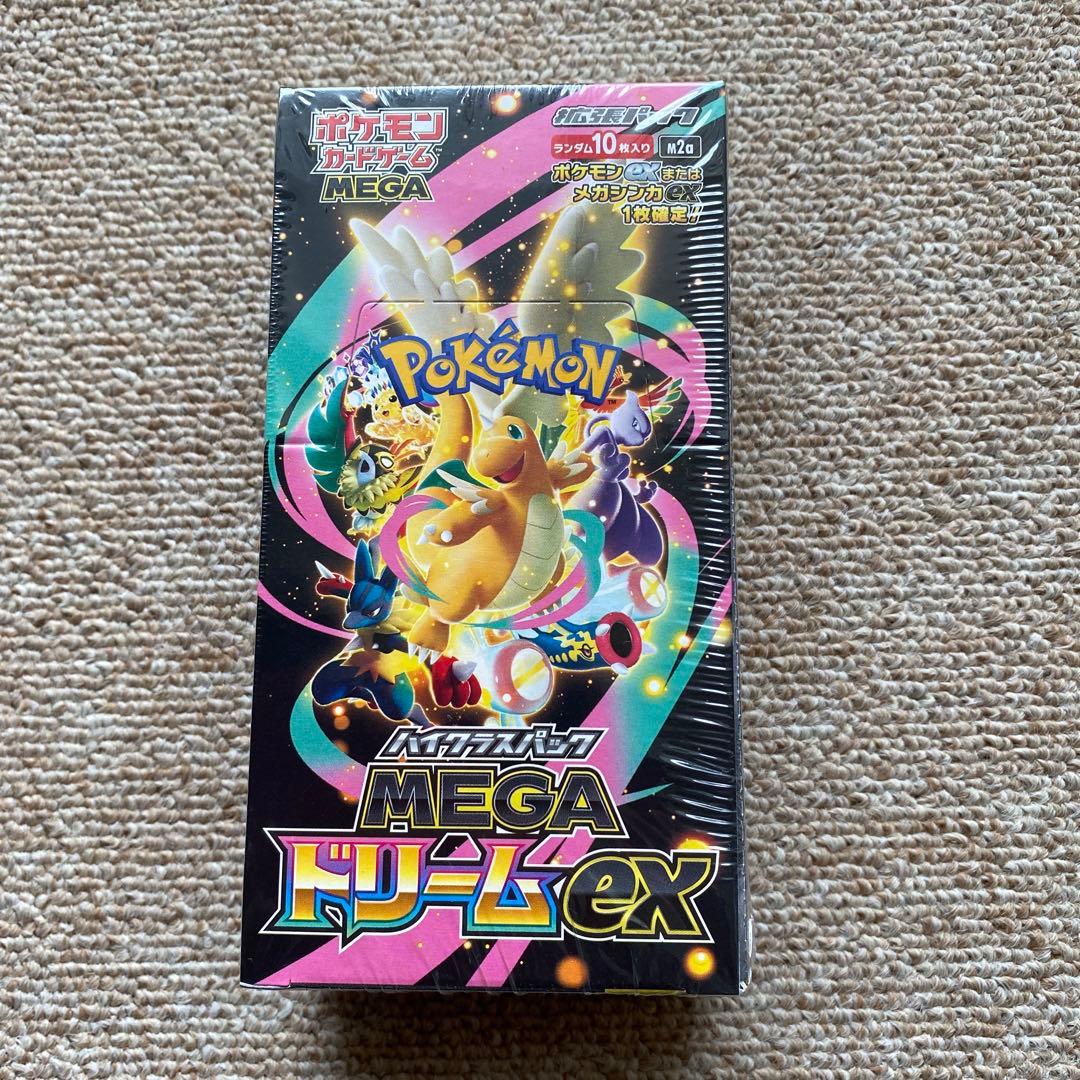 ポケモン
カードゲーム
MEGA
拡張パック
ランダム10枚入り M2a
ポケモンexまたは
メガシンカex
1枚確定!!
POKéMON
ハイクラスパック
MEGA
ドリームex